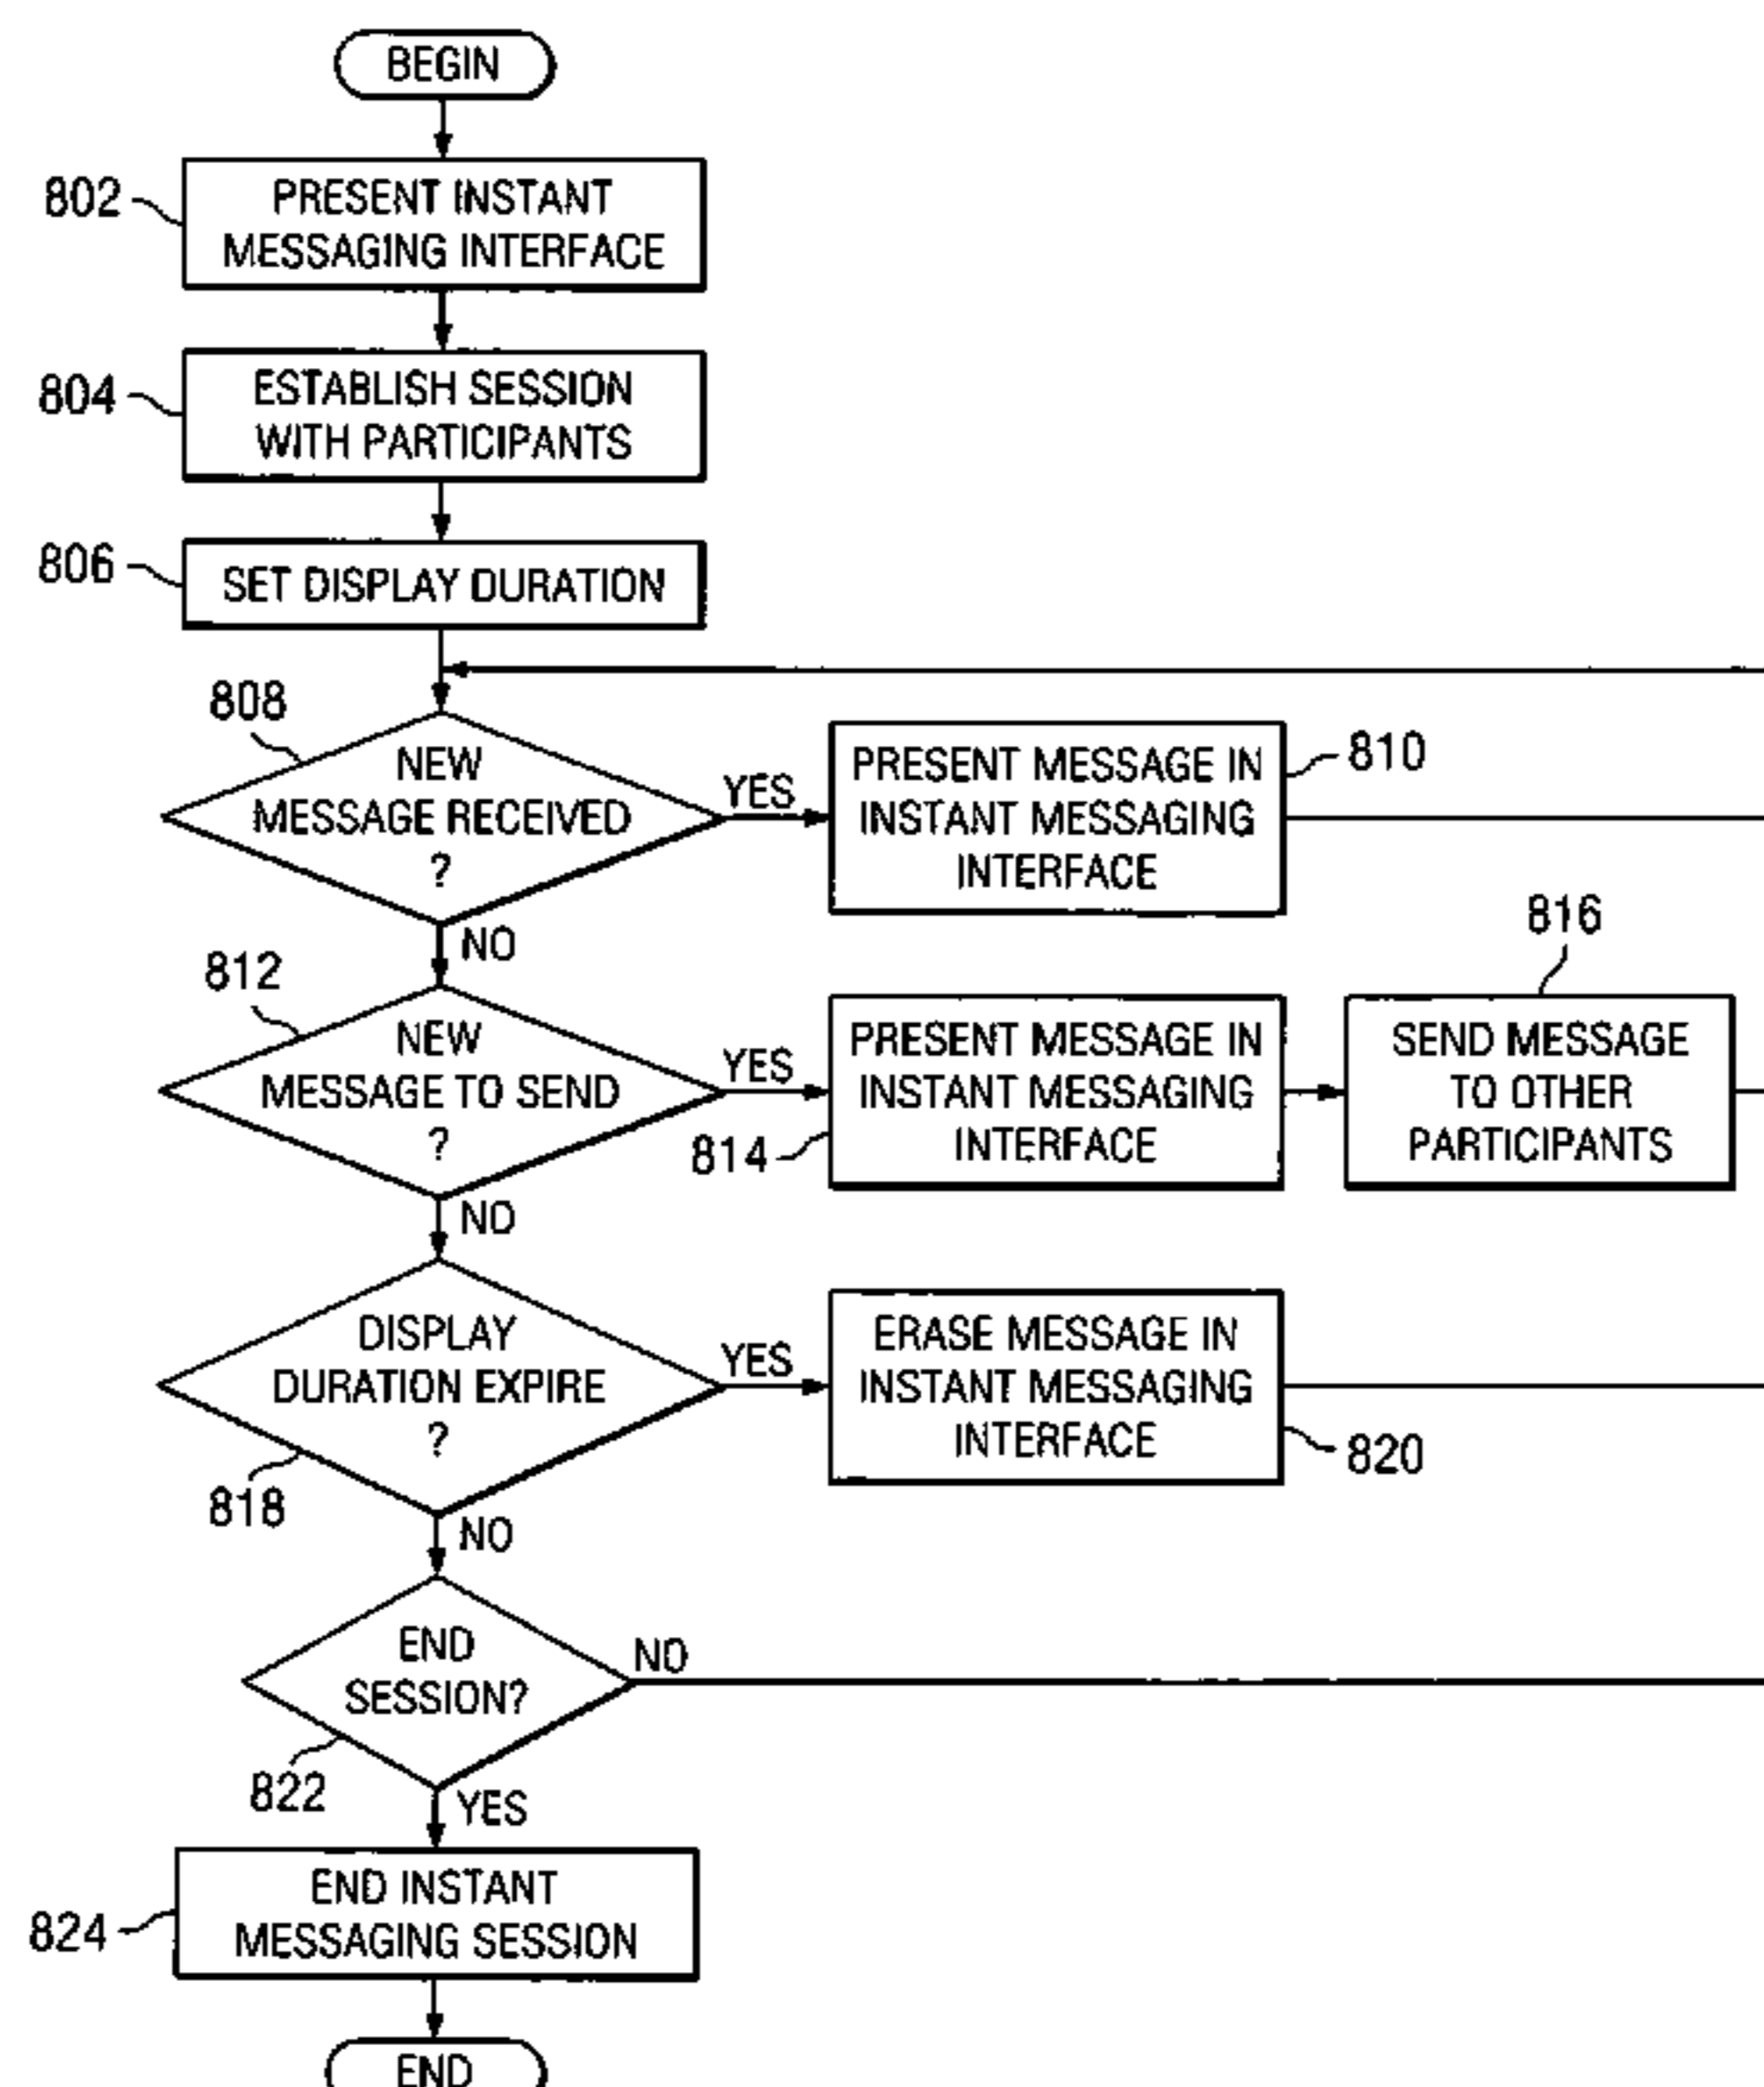 BEGIN
802
PRESENT INSTANT
MESSAGING INTERFACE
804
ESTABLISH SESSION
WITH PARTICIPANTS
806
SET DISPLAY DURATION
808
NEW
MESSAGE RECEIVED
?
YES
PRESENT MESSAGE IN
INSTANT MESSAGING
INTERFACE
810
NO
812
NEW
MESSAGE TO SEND
?
YES
PRESENT MESSAGE IN
INSTANT MESSAGING
INTERFACE
814
816
SEND MESSAGE
TO OTHER
PARTICIPANTS
NO
DISPLAY
DURATION EXPIRE
?
818
YES
ERASE MESSAGE IN
INSTANT MESSAGING
INTERFACE
820
NO
END
SESSION?
NO
822
YES
824
END INSTANT
MESSAGING SESSION
END